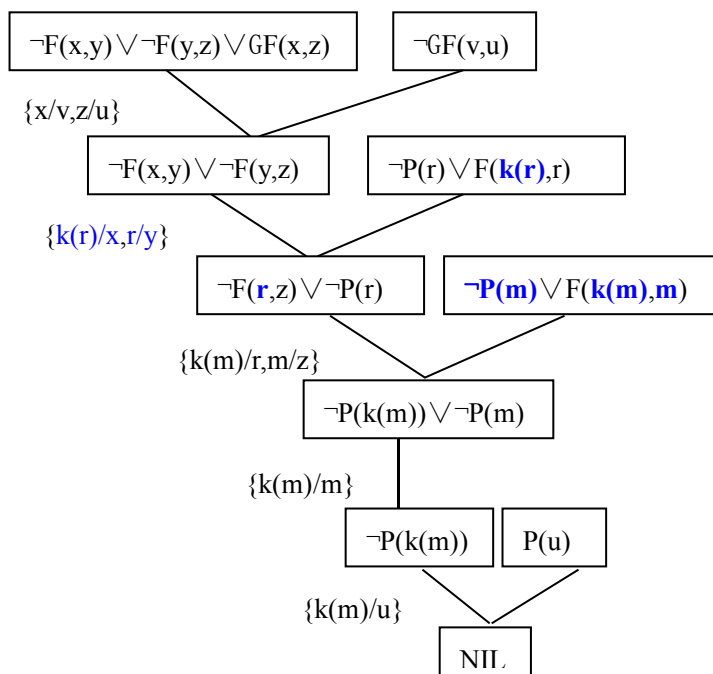 ¬F(x,y)∨¬F(y,z)∨GF(x,z)
¬GF(v,u)
{x/v,z/u}
¬F(x,y)∨¬F(y,z)
¬P(r)∨F(k(r),r)
{k(r)/x,r/y}
¬F(r,z)∨¬P(r)
¬P(m)∨F(k(m),m)
{k(m)/r,m/z}
¬P(k(m))∨¬P(m)
{k(m)/m}
¬P(k(m))
P(u)
{k(m)/u}
NIL